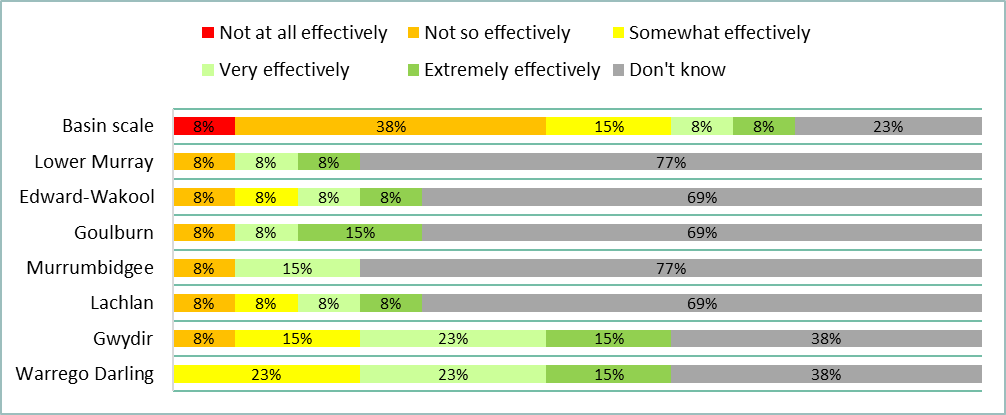 Not at all effectively Not so effectively Somewhat effectively
Very effectively Extremely effectively Don't know
Basin scale 8% 38% 15% 8% 8% 23%
Lower Murray 8% 8% 8% 77%
Edward-Wakool 8% 8% 8% 8% 69%
Goulburn 8% 8% 15% 69%
Murrumbidgee 8% 15% 77%
Lachlan 8% 8% 8% 8% 69%
Gwydir 8% 15% 23% 15% 38%
Warrego Darling 23% 23% 15% 38%